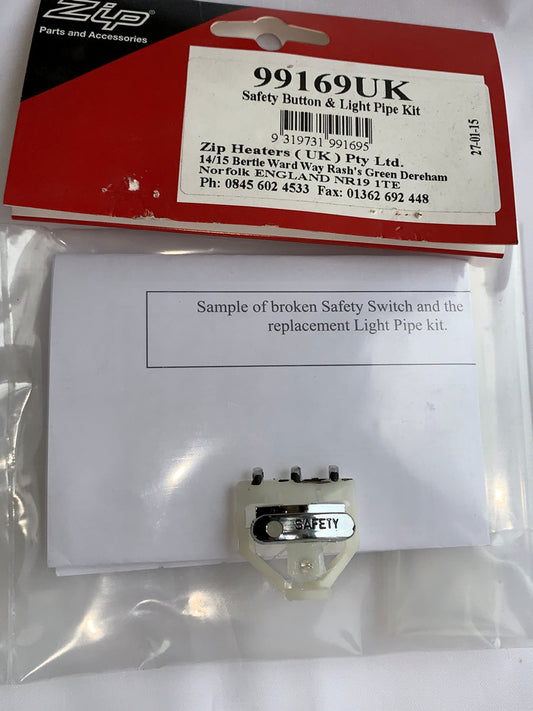 Zip
Parts and Accessories
99169UK
Safety Button & Light Pipe Kit
9 319731 991695
27-01-15
Zip Heaters ( UK ) Pty Ltd.
14/15 Bertie Ward Way Rash's Green Dereham
Norfolk ENGLAND NR19 1TE
Ph: 0845 602 4533 Fax: 01362 692 448
Sample of broken Safety Switch and the
replacement Light Pipe kit.
SAFETY